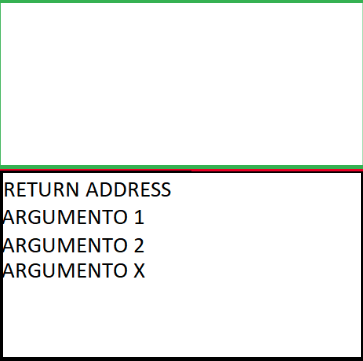 RETURN ADDRESS
ARGUMENTO 1
ARGUMENTO 2
ARGUMENTO X